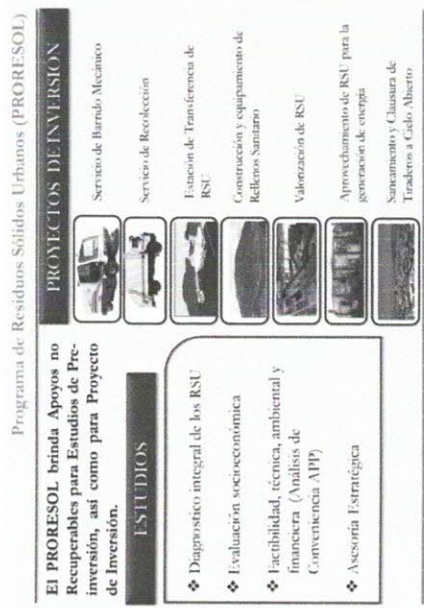 Programa de Residuos Sólidos Urbanos (PRORESOL)
El PRORESOL brinda Apoyos no
Recuperables para Estudios de Pre-
inversión, así como para Proyecto
de Inversión.
ESTUDIOS
❖ Diagnostico integral de los RSU
❖ Evaluación socioeconómica
❖ Factibilidad, técnica, ambiental y
financiera (Análisis de
Conveniencia APP)
❖ Asesoría Estratégica
PROYECTOS DE INVERSIÓN
Servicio de Barrido Mecánico
Servicio de Recolección
Estación de Transferencia de
RSU
Construcción y equipamiento de
Rellenos Sanitario
Valorización de RSU
Aprovechamiento de RSU para la
generación de energía
Saneamiento y Clausura de
Tiraderos a Cielo Abierto